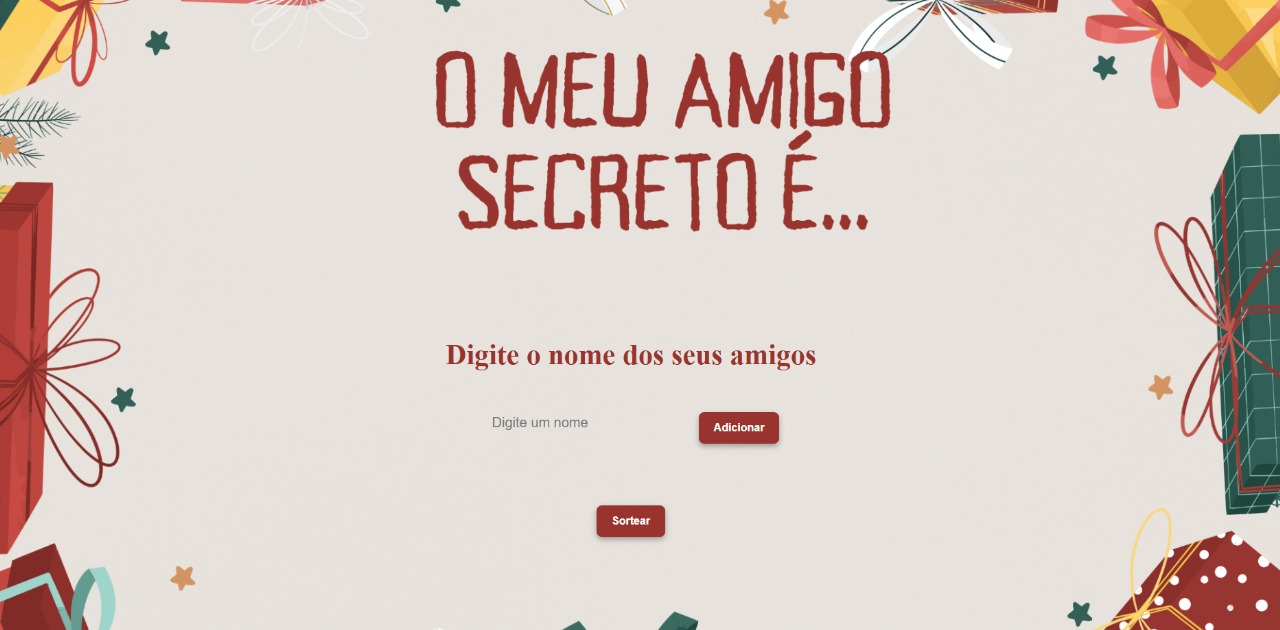 O MEU AMIGO
SECRETO É...
Digite o nome dos seus amigos
Digite um nome
Adicionar
Sortear